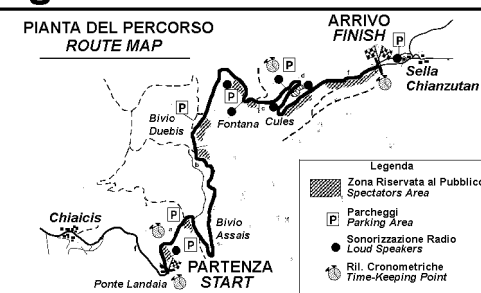 PIANTA DEL PERCORSO
ROUTE MAP
ARRIVO
FINISH
P
Sella
Chianzutan
P
P
P
Bivio
Duebis
Fontana
Cules
Legenda
Zona Riservata al Pubblico
Spectators Area
P
Parcheggi
Parking Area
Sonorizzazione Radio
Loud Speakers
Ril. Cronometriche
Time-Keeping Point
Chiaicis
P
Bivio
Assais
P
PARTENZA
START
Ponte Landaia